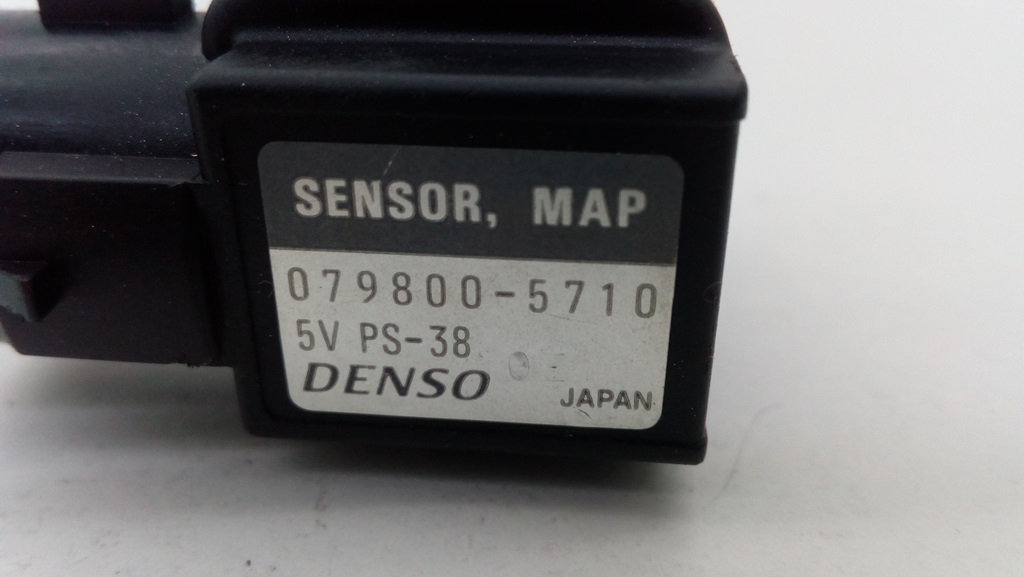 SENSOR, MAP
079800-5710
5V PS-38
DENSO
JAPAN